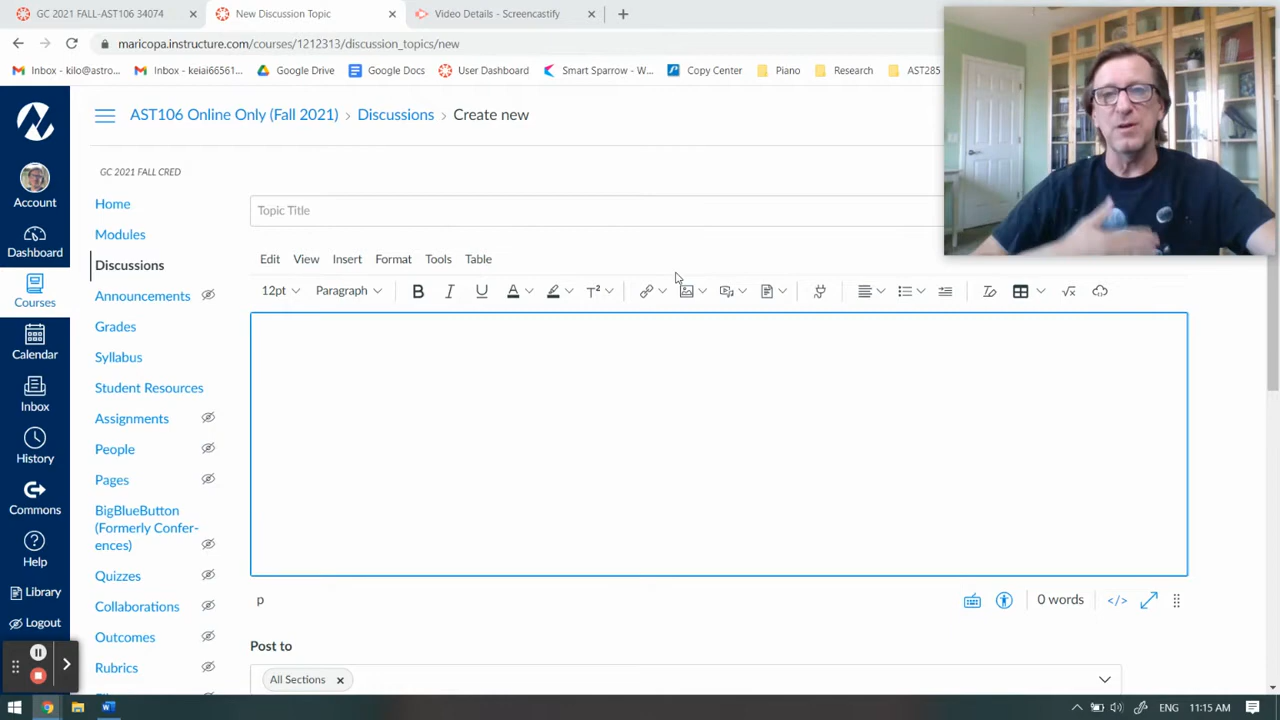 GC 2021 FALL-AST106 34074
New Discussion Topic
Video Details - Screencastify
maricopa.instructure.com/courses/1212313/discussion_topics/new
Inbox - kilo@astro...
Inbox - keiai66561...
Google Drive
Google Docs
User Dashboard
Smart Sparrow - W...
Copy Center
Piano
Research
AST285
AST106 Online Only (Fall 2021) > Discussions > Create new
GC 2021 FALL CRED
Account
Dashboard
Courses
Calendar
Inbox
History
Commons
Help
Library
Logout
Home
Modules
Discussions
Announcements
Grades
Syllabus
Student Resources
Assignments
People
Pages
BigBlueButton
(Formerly Confer-
ences)
Quizzes
Collaborations
Outcomes
Rubrics
Topic Title
Edit View Insert Format Tools Table
12pt Paragraph B I U A T²
p
0 words </>
Post to
All Sections
ENG 11:15 AM